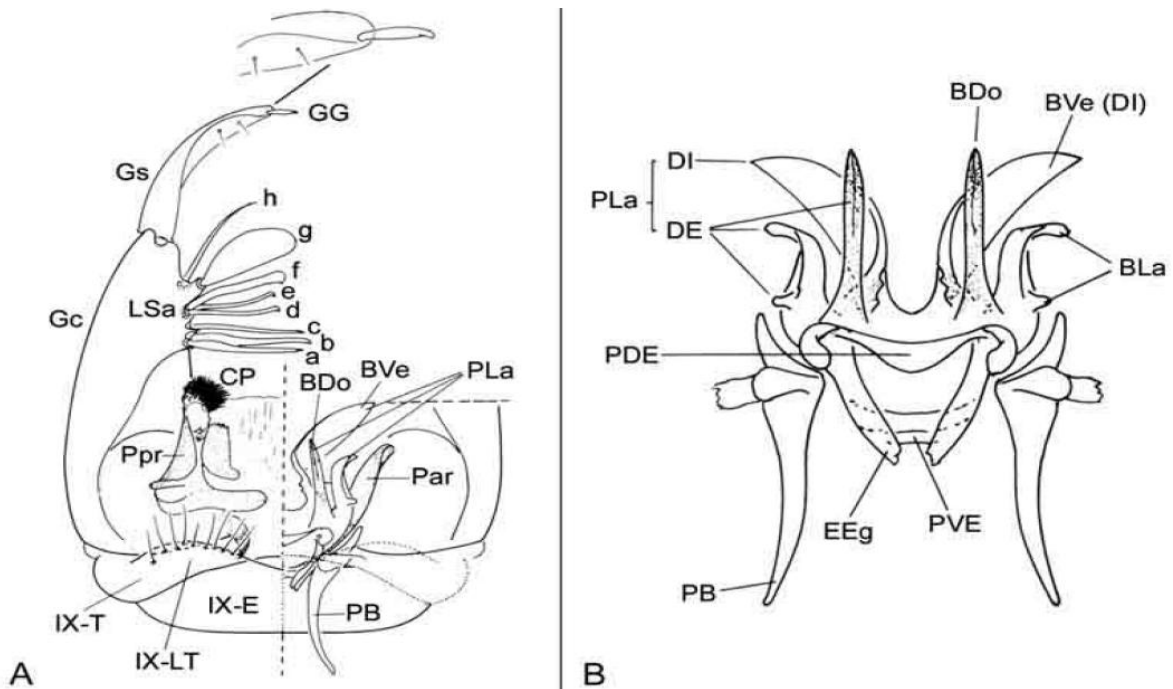 GG
Gs
h
g
f
e
d
LSa
c
b
a
Gc
CP
BDo
BVe
PLa
Ppr
Par
IX-E
PB
IX-T
IX-LT
A
BDo
BVe (DI)
DI
PLa
DE
BLa
PDE
EEg
PVE
PB
B